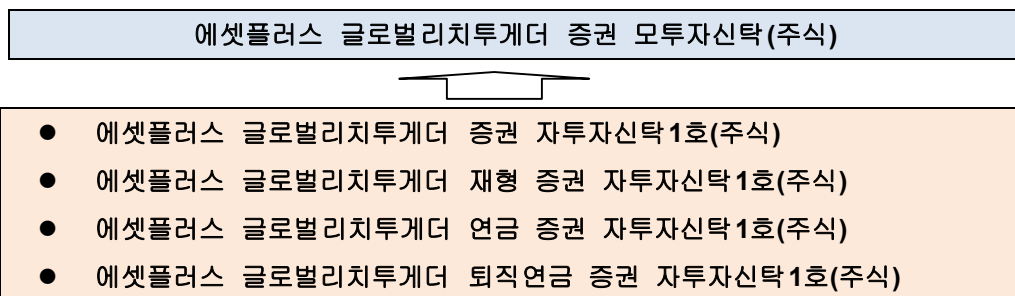 에셋플러스 글로벌리치투게더 증권 모투자신탁(주식)
● 에셋플러스 글로벌리치투게더 증권 자투자신탁1호(주식)
● 에셋플러스 글로벌리치투게더 재형 증권 자투자신탁1호(주식)
● 에셋플러스 글로벌리치투게더 연금 증권 자투자신탁1호(주식)
● 에셋플러스 글로벌리치투게더 퇴직연금 증권 자투자신탁1호(주식)